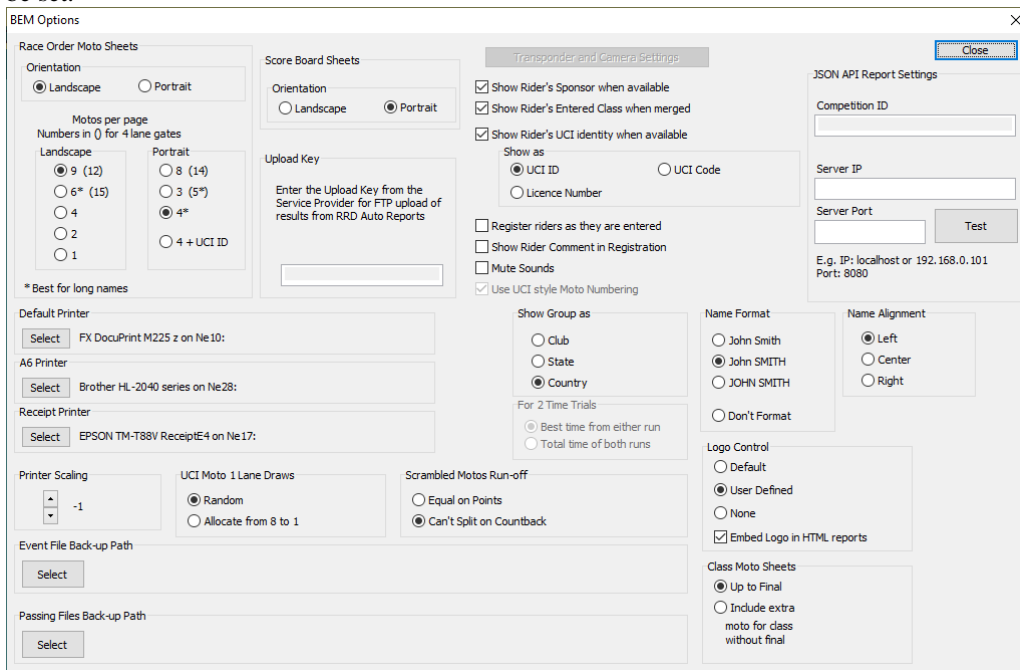 BEM Options
Race Order Moto Sheets
Orientation
Landscape
Portrait
Motos per page
Numbers in () for 4 lane gates
Landscape
9 (12)
6* (15)
4
2
1
Portrait
8 (14)
3 (5*)
4*
4 + UCI ID
* Best for long names
Score Board Sheets
Orientation
Landscape
Portrait
Upload Key
Enter the Upload Key from the
Service Provider for FTP upload of
results from RRD Auto Reports
Transponder and Camera Settings
Show Rider's Sponsor when available
Show Rider's Entered Class when merged
Show Rider's UCI identity when available
Show as
UCI ID
UCI Code
Licence Number
Register riders as they are entered
Show Rider Comment in Registration
Mute Sounds
Use UCI style Moto Numbering
Close
JSON API Report Settings
Competition ID
Server IP
Server Port
Test
E.g. IP: localhost or 192.168.0.101
Port: 8080
Default Printer
Select
FX DocuPrint M225 z on Ne10:
A6 Printer
Select
Brother HL-2040 series on Ne28:
Receipt Printer
Select
EPSON TM-T88V ReceiptE4 on Ne17:
Show Group as
Club
State
Country
For 2 Time Trials
Best time from either run
Total time of both runs
Name Format
John Smith
John SMITH
JOHN SMITH
Don't Format
Name Alignment
Left
Center
Right
Printer Scaling
-1
UCI Moto 1 Lane Draws
Random
Allocate from 8 to 1
Scrambled Motos Run-off
Equal on Points
Can't Split on Countback
Logo Control
Default
User Defined
None
Embed Logo in HTML reports
Event File Back-up Path
Select
Passing Files Back-up Path
Select
Class Moto Sheets
Up to Final
Include extra
moto for class
without final